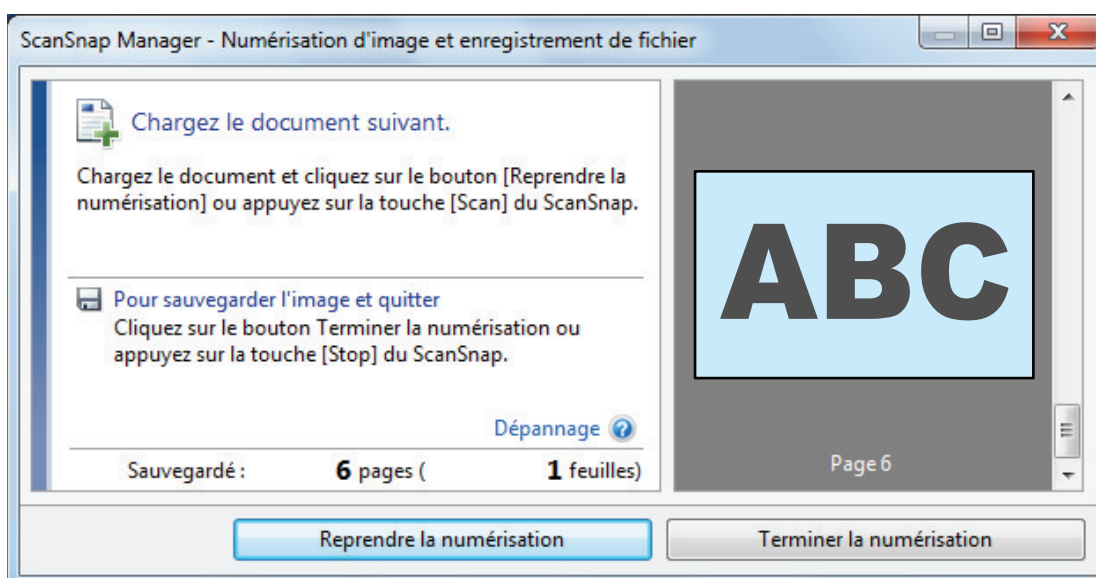 ScanSnap Manager - Numérisation d'image et enregistrement de fichier
Chargez le document suivant.
Chargez le document et cliquez sur le bouton [Reprendre la
numérisation] ou appuyez sur la touche [Scan] du ScanSnap.
Pour sauvegarder l'image et quitter
Cliquez sur le bouton Terminer la numérisation ou
appuyez sur la touche [Stop] du ScanSnap.
Dépannage
Sauvegardé : 6 pages ( 1 feuilles)
ABC
Page 6
Reprendre la numérisation
Terminer la numérisation